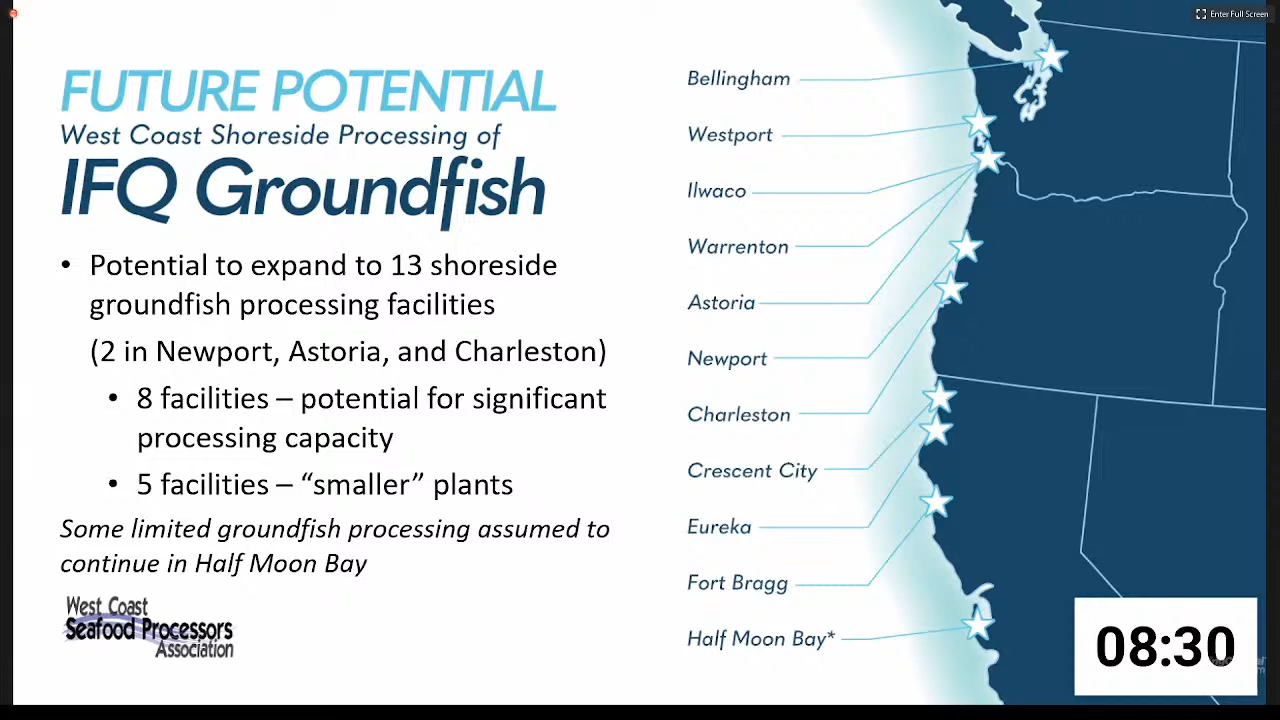 Enter Full Screen
FUTURE POTENTIAL
West Coast Shoreside Processing of
IFQ Groundfish
• Potential to expand to 13 shoreside
groundfish processing facilities
(2 in Newport, Astoria, and Charleston)
• 8 facilities – potential for significant
processing capacity
• 5 facilities – “smaller” plants
Some limited groundfish processing assumed to
continue in Half Moon Bay
West Coast
Seafood Processors
Association
Bellingham
Westport
Ilwaco
Warrenton
Astoria
Newport
Charleston
Crescent City
Eureka
Fort Bragg
Half Moon Bay*
08:30